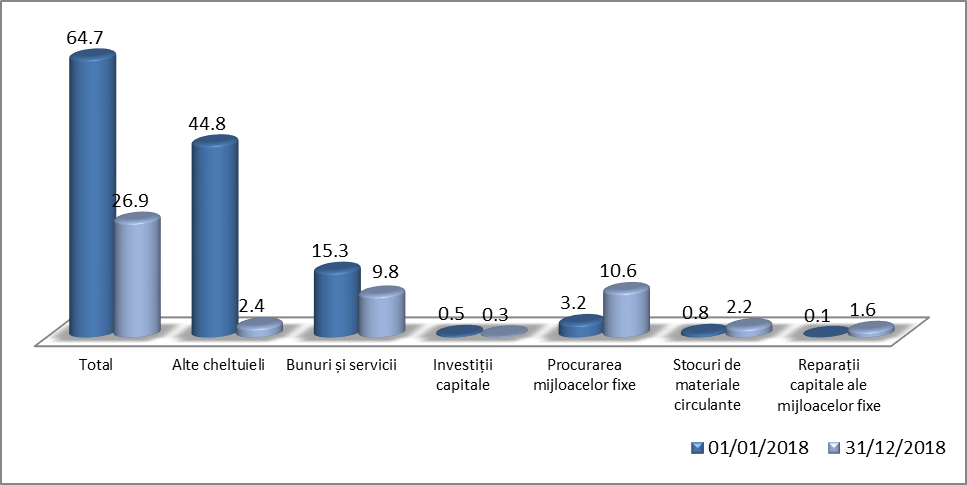 64.7
26.9
44.8
2.4
15.3
9.8
0.5
0.3
3.2
10.6
0.8
2.2
0.1
1.6
Total
Alte cheltuieli
Bunuri și servicii
Investiții
capitale
Procurarea
mijloacelor fixe
Stocuri de
materiale
circulante
Reparații
capitale ale
mijloacelor fixe
01/01/2018
31/12/2018